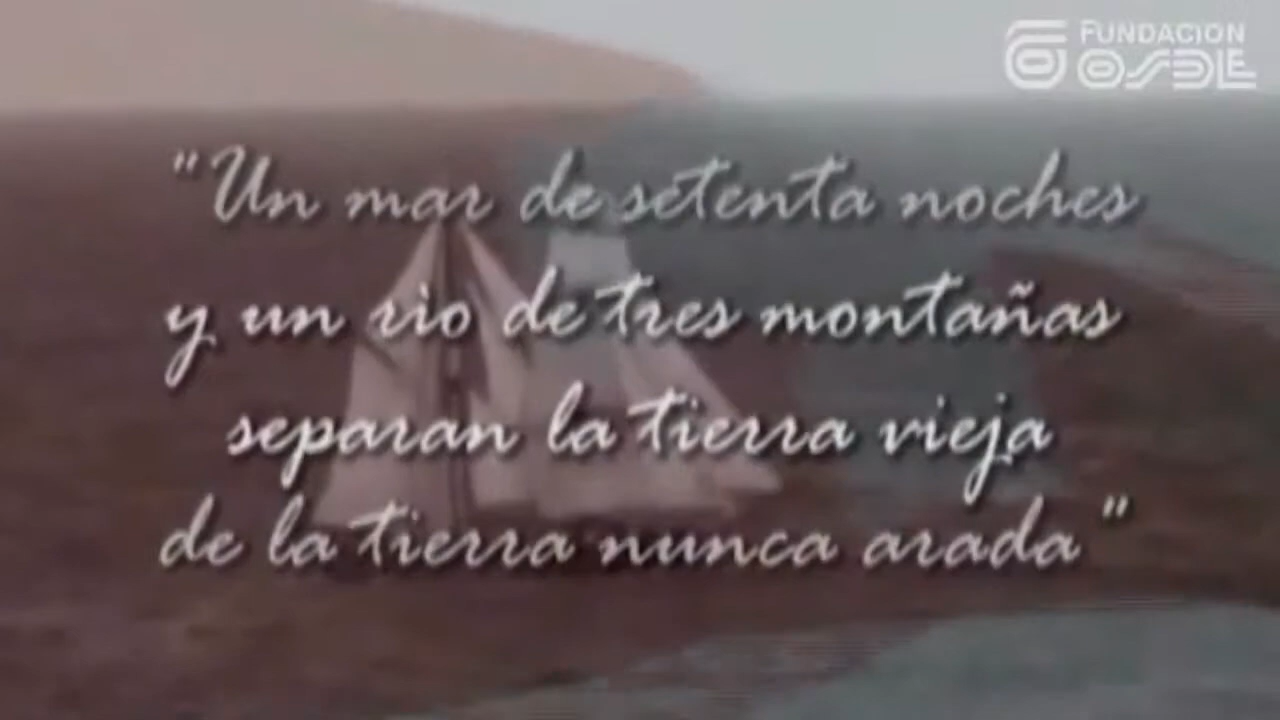 FUNDACION
OSDE
"Un mar de setenta noches
y un rio de tres montañas
separan la tierra vieja
de la tierra nunca arada"